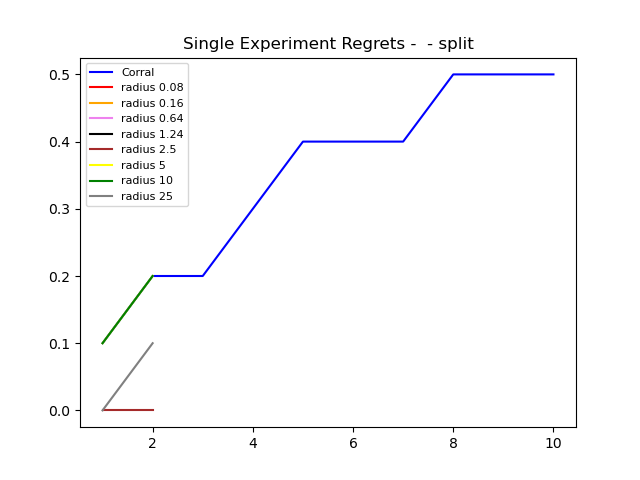 Single Experiment Regrets -  - split
0.5
0.4
0.3
0.2
0.1
0.0
Corral
radius 0.08
radius 0.16
radius 0.64
radius 1.24
radius 2.5
radius 5
radius 10
radius 25
2 4 6 8 10